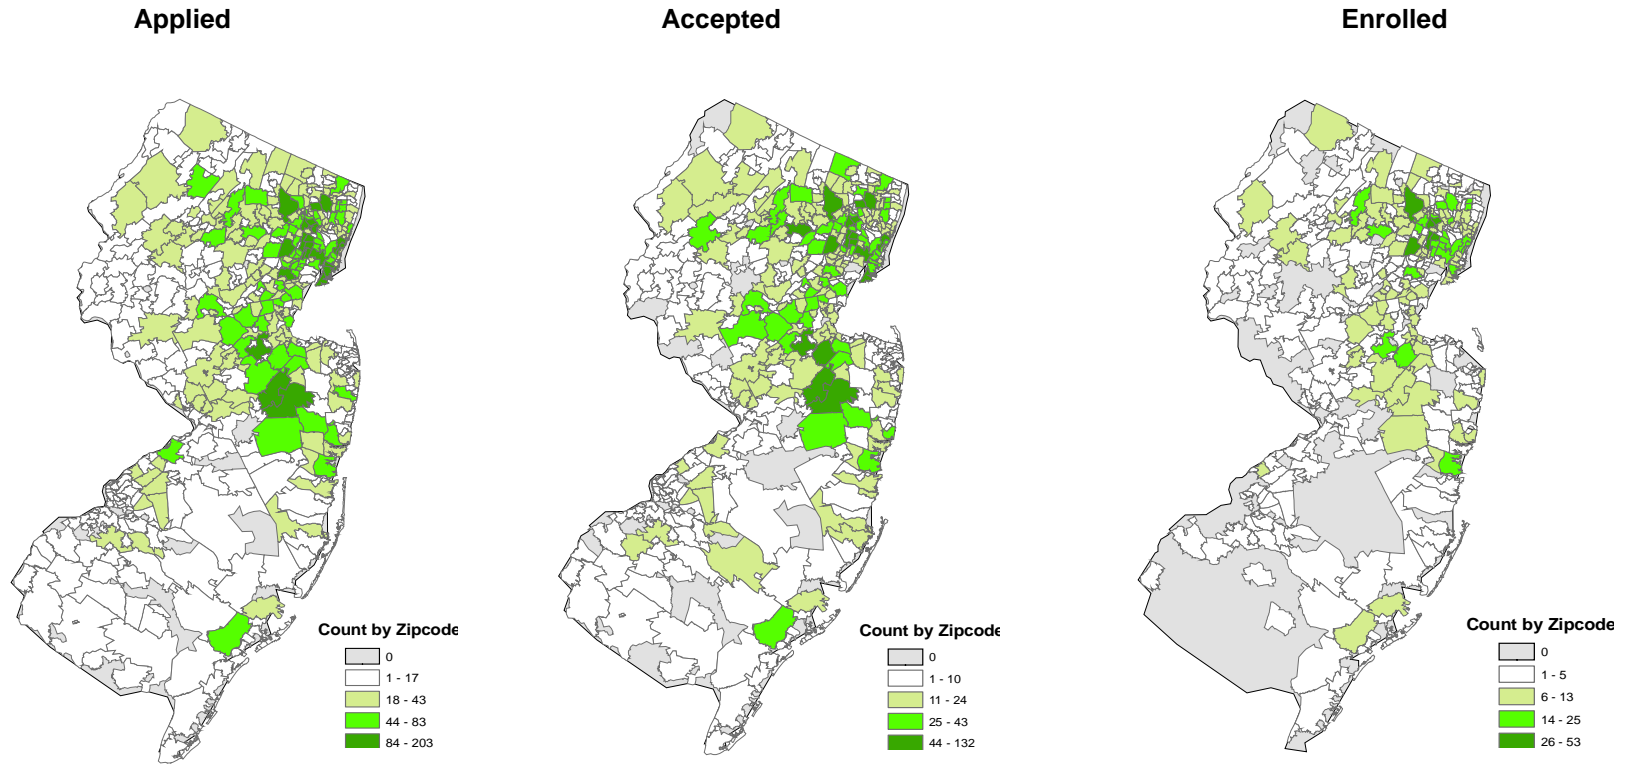 Applied
Accepted
Enrolled
Count by Zipcode
0
1 - 17
18 - 43
44 - 83
84 - 203
Count by Zipcode
0
1 - 10
11 - 24
25 - 43
44 - 132
Count by Zipcode
0
1 - 5
6 - 13
14 - 25
26 - 53